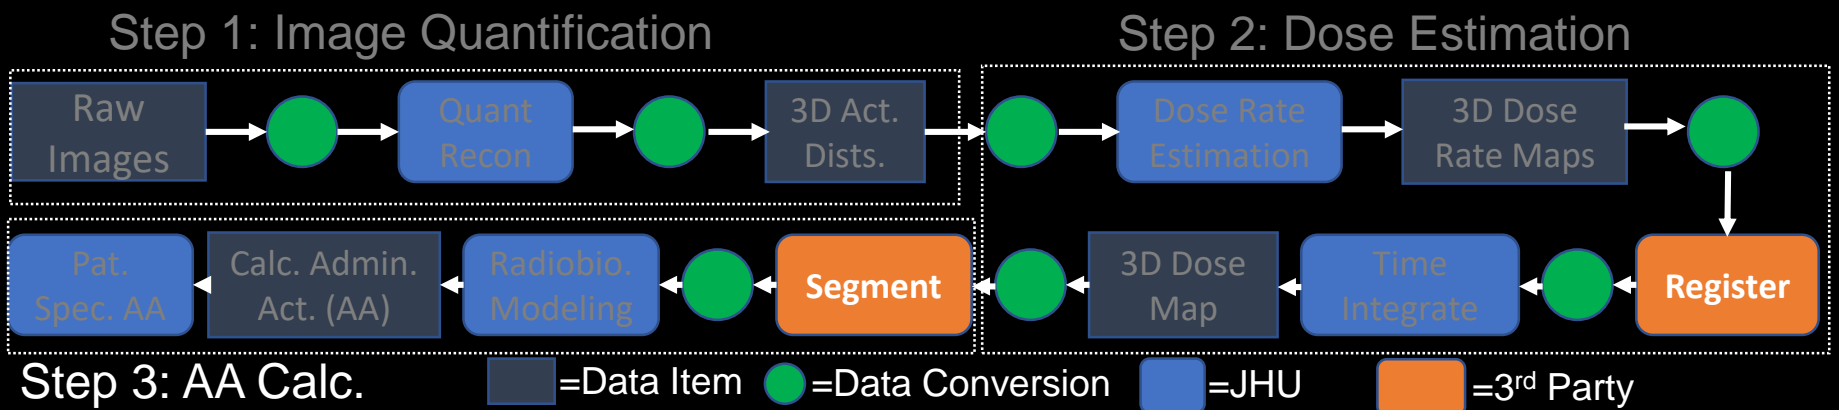 Step 1: Image Quantification
Step 2: Dose Estimation
Raw
Images
Quant
Recon
3D Act.
Dists.
Dose Rate
Estimation
3D Dose
Rate Maps
Pat.
Spec. AA
Calc. Admin.
Act. (AA)
Radiobio.
Modeling
Segment
3D Dose
Map
Time
Integrate
Register
Step 3: AA Calc.
=Data Item
=Data Conversion
=JHU
=3rd Party